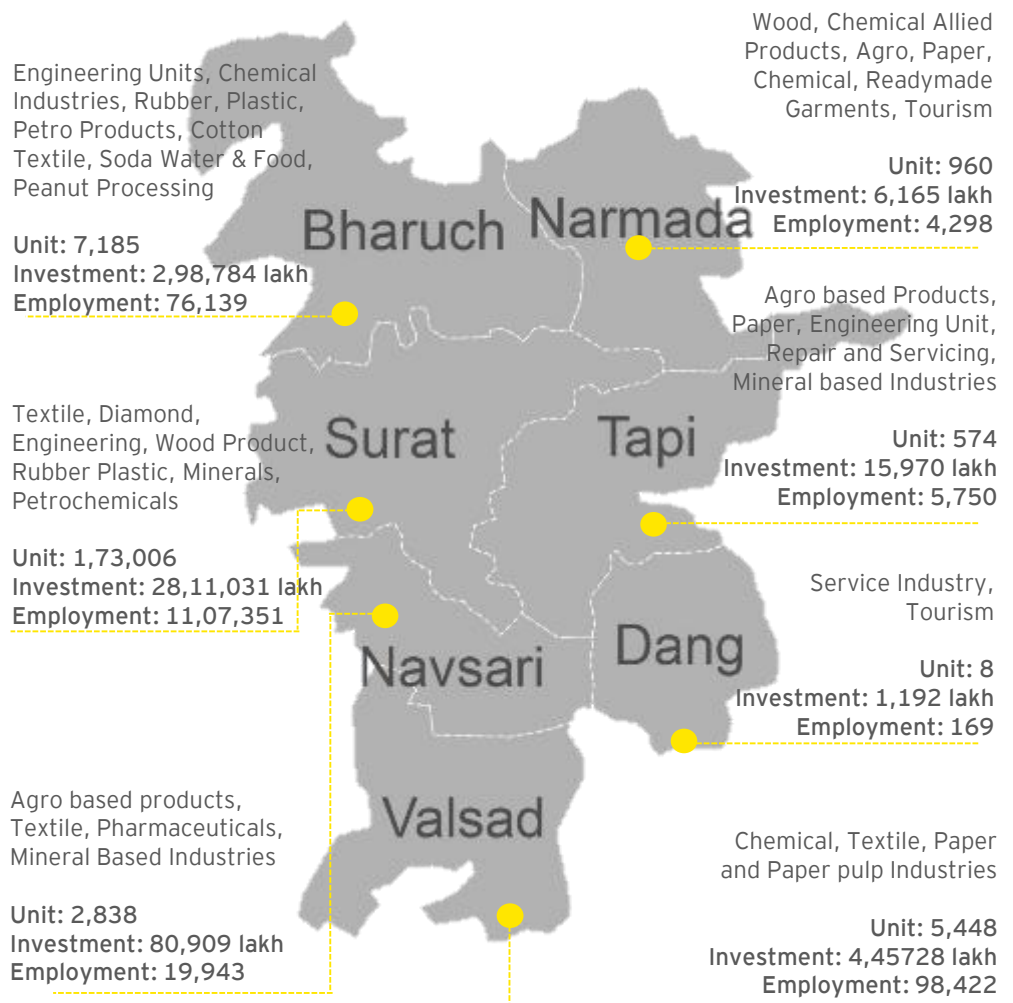 Wood, Chemical Allied
Products, Agro, Paper,
Chemical, Readymade
Garments, Tourism
Unit: 960
Investment: 6,165 lakh
Employment: 4,298
Engineering Units, Chemical
Industries, Rubber, Plastic,
Petro Products, Cotton
Textile, Soda Water & Food,
Peanut Processing
Unit: 7,185
Investment: 2,98,784 lakh
Employment: 76,139
Bharuch
Narmada
Agro based Products,
Paper, Engineering Unit,
Repair and Servicing,
Mineral based Industries
Unit: 574
Investment: 15,970 lakh
Employment: 5,750
Textile, Diamond,
Engineering, Wood Product,
Rubber Plastic, Minerals,
Petrochemicals
Unit: 1,73,006
Investment: 28,11,031 lakh
Employment: 11,07,351
Surat
Tapi
Service Industry,
Tourism
Unit: 8
Investment: 1,192 lakh
Employment: 169
Dang
Navsari
Valsad
Agro based products,
Textile, Pharmaceuticals,
Mineral Based Industries
Unit: 2,838
Investment: 80,909 lakh
Employment: 19,943
Chemical, Textile, Paper
and Paper pulp Industries
Unit: 5,448
Investment: 4,45728 lakh
Employment: 98,422